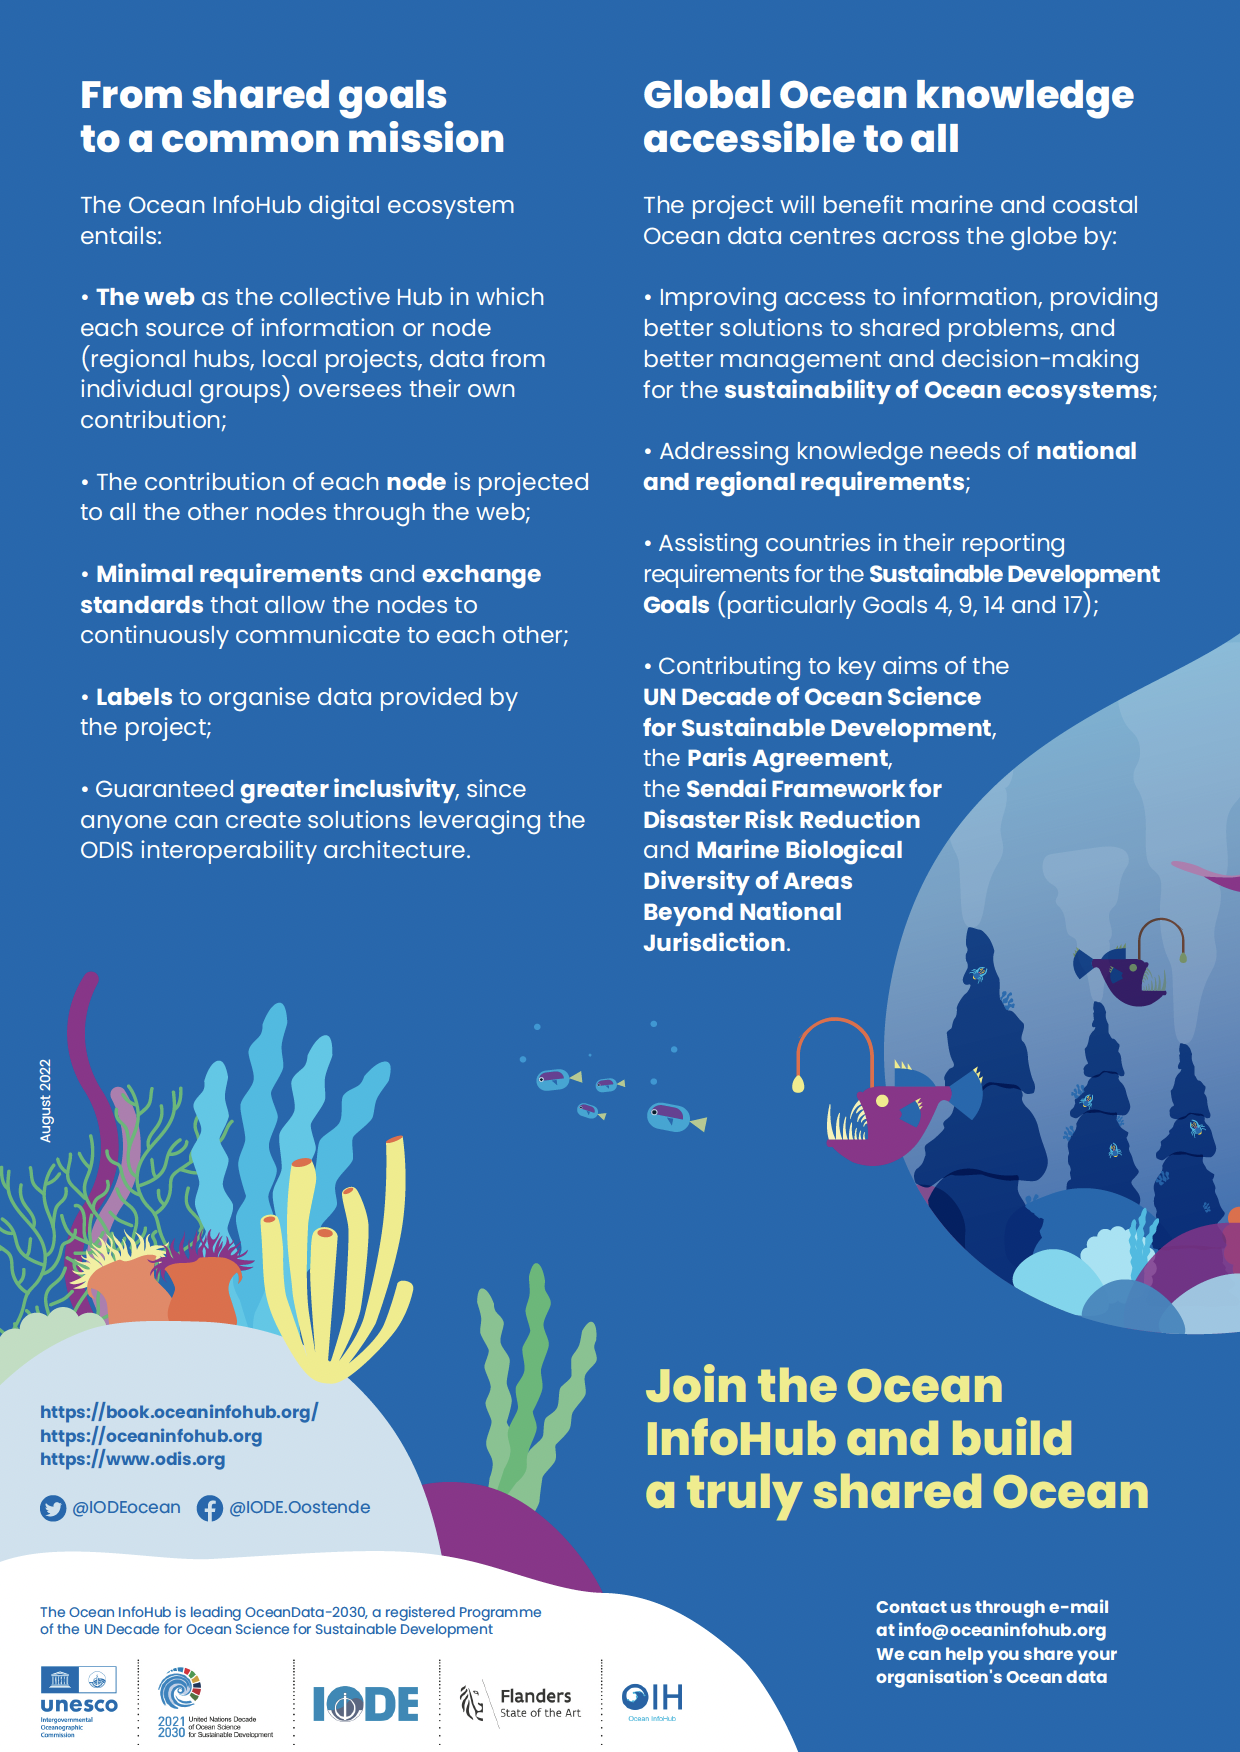 From shared goals
to a common mission
The Ocean InfoHub digital ecosystem
entails:
• The web as the collective Hub in which
each source of information or node
(regional hubs, local projects, data from
individual groups) oversees their own
contribution;
• The contribution of each node is projected
to all the other nodes through the web;
• Minimal requirements and exchange
standards that allow the nodes to
continuously communicate to each other;
• Labels to organise data provided by
the project;
• Guaranteed greater inclusivity, since
anyone can create solutions leveraging the
ODIS interoperability architecture.
Global Ocean knowledge
accessible to all
The project will benefit marine and coastal
Ocean data centres across the globe by:
• Improving access to information, providing
better solutions to shared problems, and
better management and decision-making
for the sustainability of Ocean ecosystems;
• Addressing knowledge needs of national
and regional requirements;
• Assisting countries in their reporting
requirements for the Sustainable Development
Goals (particularly Goals 4, 9, 14 and 17);
• Contributing to key aims of the
UN Decade of Ocean Science
for Sustainable Development,
the Paris Agreement,
the Sendai Framework for
Disaster Risk Reduction
and Marine Biological
Diversity of Areas
Beyond National
Jurisdiction.
August 2022
https://book.oceaninfohub.org/
https://oceaninfohub.org
https://www.odis.org
@IODEocean @IODE.Oostende
Join the Ocean
InfoHub and build
a truly shared Ocean
The Ocean InfoHub is leading OceanData-2030, a registered Programme
of the UN Decade for Ocean Science for Sustainable Development
Contact us through e-mail
at info@oceaninfohub.org
We can help you share your
organisation's Ocean data
unesco
Intergovernmental
Oceanographic
Commission
2021
2030
United Nations Decade
of Ocean Science
for Sustainable Development
IODE
Flanders
State of the Art
OIH
Ocean InfoHub